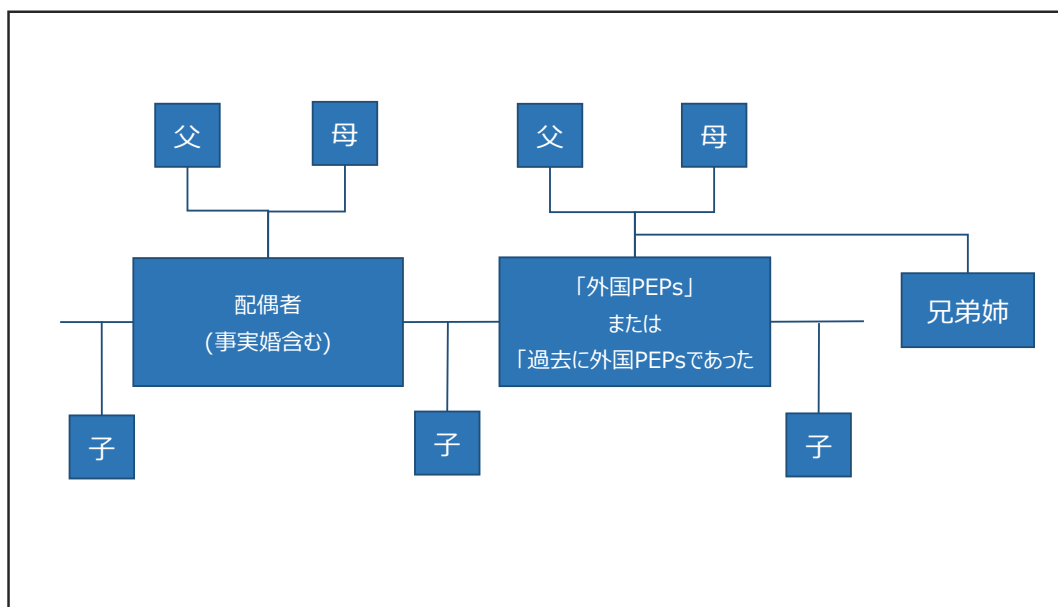 父
母
父
母
配偶者
(事実婚含む)
「外国PEPs」
または
「過去に外国PEPsであった
兄弟姉
子
子
子